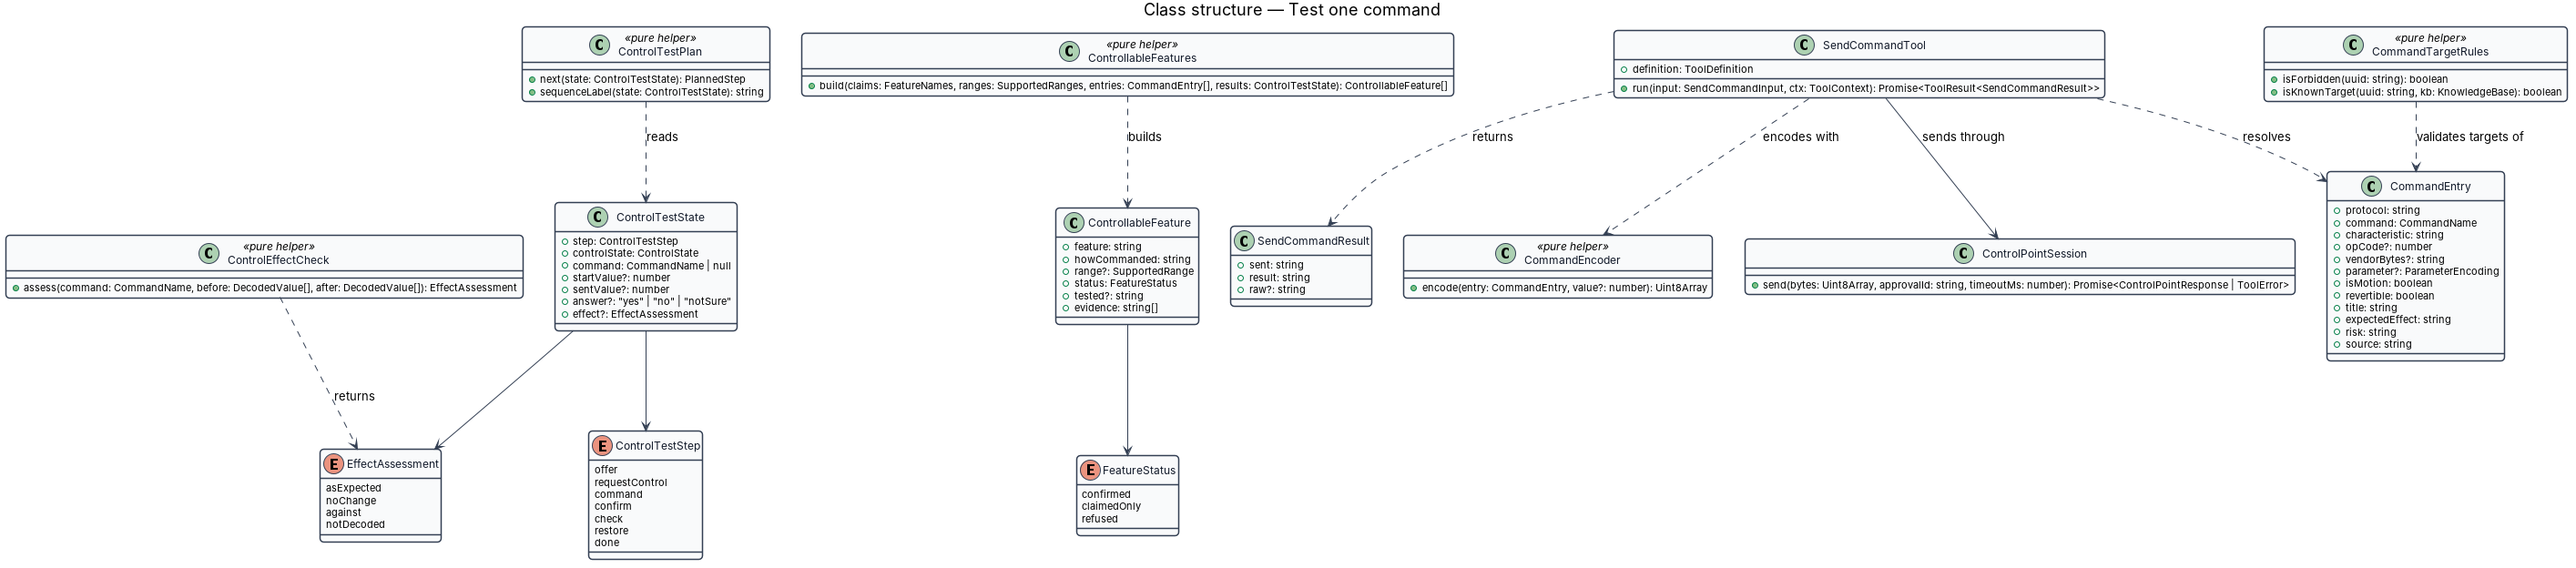 Class structure — Test one command
«pure helper»
ControlTestPlan
next(state: ControlTestState): PlannedStep
sequenceLabel(state: ControlTestState): string
«pure helper»
ControllableFeatures
build(claims: FeatureNames, ranges: SupportedRanges, entries: CommandEntry[], results: ControlTestState): ControllableFeature[]
C SendCommandTool
definition: ToolDefinition
run(input: SendCommandInput, ctx: ToolContext): Promise<ToolResult<SendCommandResult>>
«pure helper»
CommandTargetRules
isForbidden(uuid: string): boolean
isKnownTarget(uuid: string, kb: KnowledgeBase): boolean
reads
builds
returns
encodes with
sends through
resolves
validates targets of
«pure helper»
ControlEffectCheck
assess(command: CommandName, before: DecodedValue[], after: DecodedValue[]): EffectAssessment
C ControlTestState
step: ControlTestStep
controlState: ControlState
command: CommandName | null
startValue?: number
sentValue?: number
answer?: "yes" | "no" | "notSure"
effect?: EffectAssessment
C ControllableFeature
feature: string
howCommanded: string
range?: SupportedRange
status: FeatureStatus
tested?: string
evidence: string[]
C SendCommandResult
sent: string
result: string
raw?: string
«pure helper»
CommandEncoder
encode(entry: CommandEntry, value?: number): Uint8Array
C ControlPointSession
send(bytes: Uint8Array, approvalId: string, timeoutMs: number): Promise<ControlPointResponse | ToolError>
C CommandEntry
protocol: string
command: CommandName
characteristic: string
opCode?: number
vendorBytes?: string
parameter?: ParameterEncoding
isMotion: boolean
revertible: boolean
title: string
expectedEffect: string
risk: string
source: string
returns
E EffectAssessment
asExpected
noChange
against
notDecoded
E ControlTestStep
offer
requestControl
command
confirm
check
restore
done
E FeatureStatus
confirmed
claimedOnly
refused